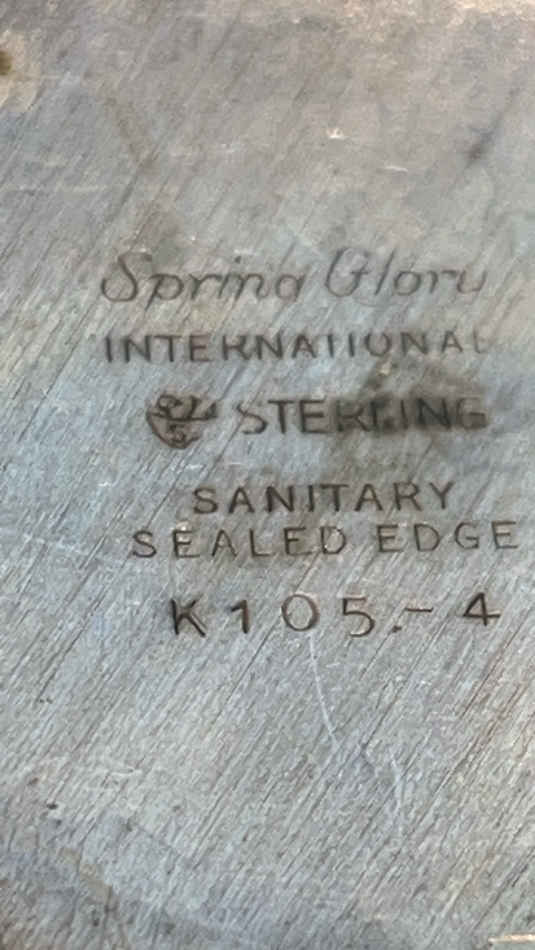 Spring Glory
INTERNATIONAL
STERLING
SANITARY
SEALED EDGE
K105-4